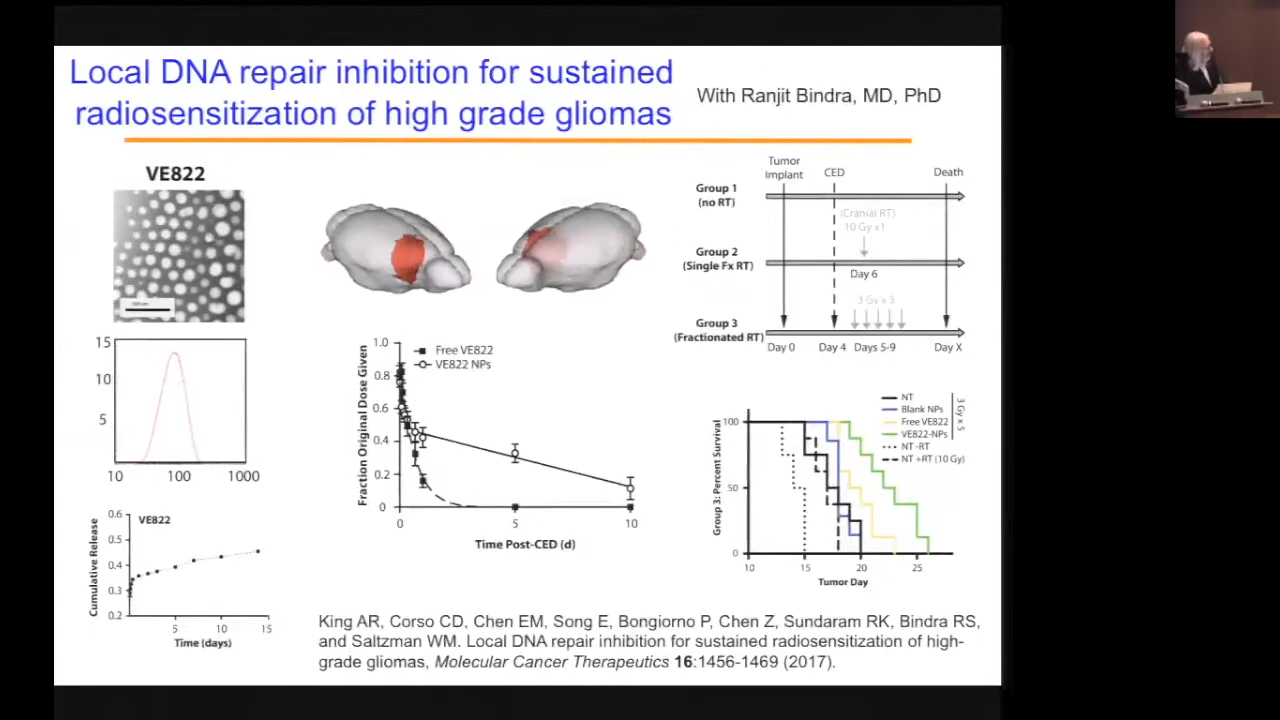 Local DNA repair inhibition for sustained
radiosensitization of high grade gliomas
With Ranjit Bindra, MD, PhD
VE822
15
10
5
10
100
1000
0.6
0.5
0.4
0.3
0.2
VE822
Cumulative Release
5
10
15
Time (days)
Fraction Original Dose Given
1.0
0.8
0.6
0.4
0.2
0
Free VE822
VE822 NPs
0
5
10
Time Post-CED (d)
Tumor
Implant
CED
Death
Group 1
(no RT)
(Cranial RT)
10 Gy x1
Group 2
(Single Fx RT)
Day 6
3 Gy x 5
Group 3
(Fractionated RT)
Day 0
Day 4
Days 5-9
Day X
NT
Blank NPs
Free VE822
VE822-NPs
3 Gy x 5
NT -RT
NT +RT (10 Gy)
Group 3: Percent Survival
100
50
0
10
15
20
25
Tumor Day
King AR, Corso CD, Chen EM, Song E, Bongiorno P, Chen Z, Sundaram RK, Bindra RS,
and Saltzman WM. Local DNA repair inhibition for sustained radiosensitization of high-
grade gliomas, Molecular Cancer Therapeutics 16:1456-1469 (2017).